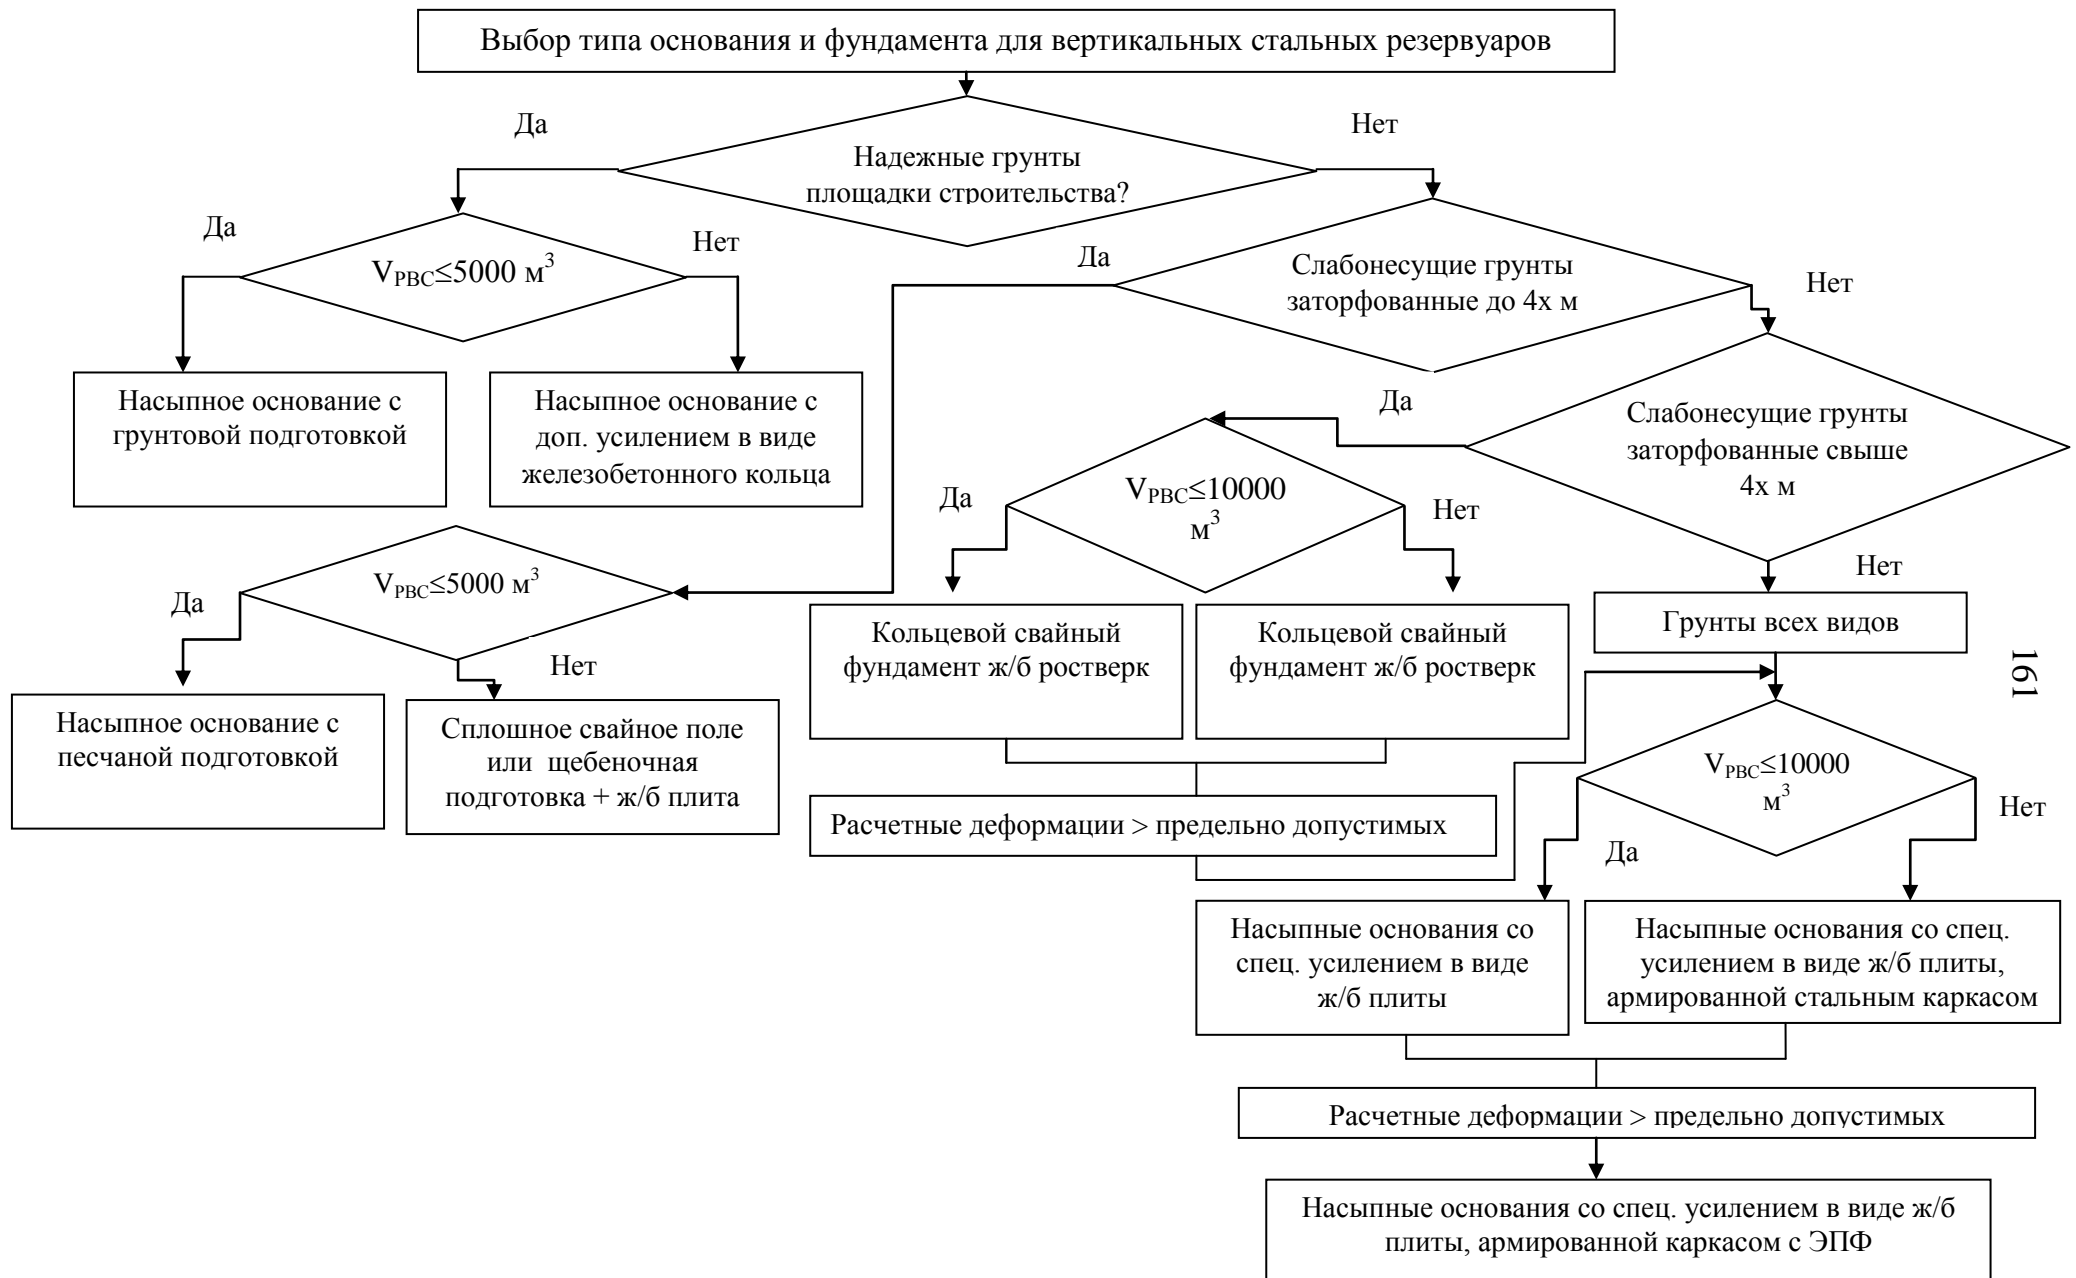 Выбор типа основания и фундамента для вертикальных стальных резервуаров
Да
Нет
Надежные грунты
площадки строительства?
Да
Нет
V_РВС≤5000 м³
Да
Слабонесущие грунты
заторфованные до 4х м
Нет
Насыпное основание с
грунтовой подготовкой
Насыпное основание с
доп. усилением в виде
железобетонного кольца
Да
Слабонесущие грунты
заторфованные свыше
4х м
Да
V_РВС≤10000
м³
Нет
Нет
V_РВС≤5000 м³
Да
Нет
Кольцевой свайный
фундамент ж/б ростверк
Кольцевой свайный
фундамент ж/б ростверк
Грунты всех видов
161
Насыпное основание с
песчаной подготовкой
Сплошное свайное поле
или щебеночная
подготовка + ж/б плита
V_РВС≤10000
м³
Нет
Да
Расчетные деформации > предельно допустимых
Насыпные основания со
спец. усилением в виде
ж/б плиты
Насыпные основания со спец.
усилением в виде ж/б плиты,
армированной стальным каркасом
Расчетные деформации > предельно допустимых
Насыпные основания со спец. усилением в виде ж/б
плиты, армированной каркасом с ЭПФ